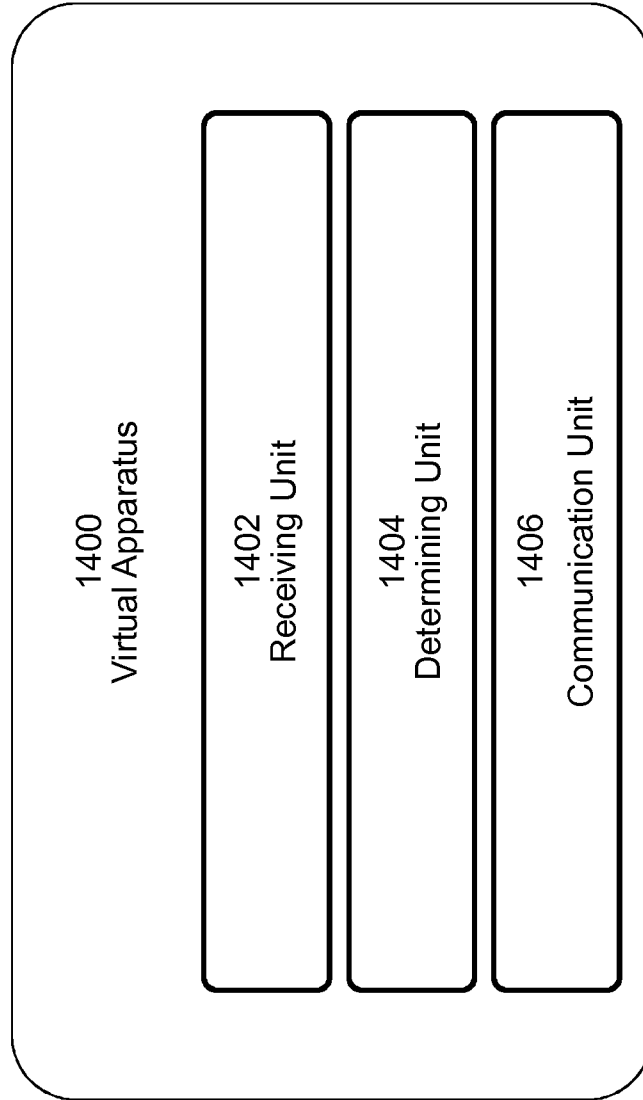 1400
Virtual Apparatus
1402
Receiving Unit
1404
Determining Unit
1406
Communication Unit